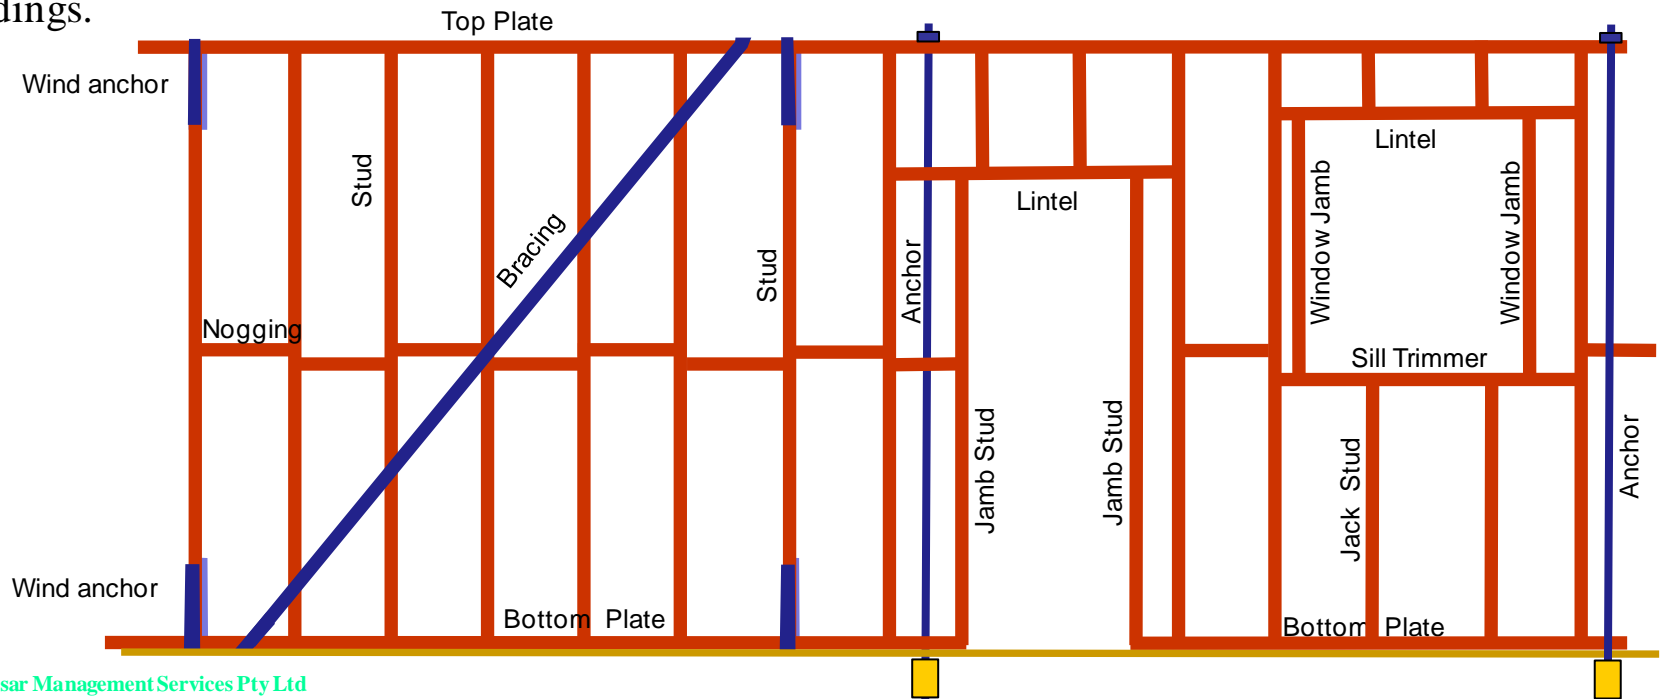 dings.
Top Plate
Wind anchor
Stud
Bracing
Nogging
Stud
Anchor
Lintel
Lintel
Window Jamb
Window Jamb
Sill Trimmer
Jamb Stud
Jamb Stud
Jack Stud
Anchor
Wind anchor
Bottom Plate
Bottom Plate
sar Management Services Pty Ltd